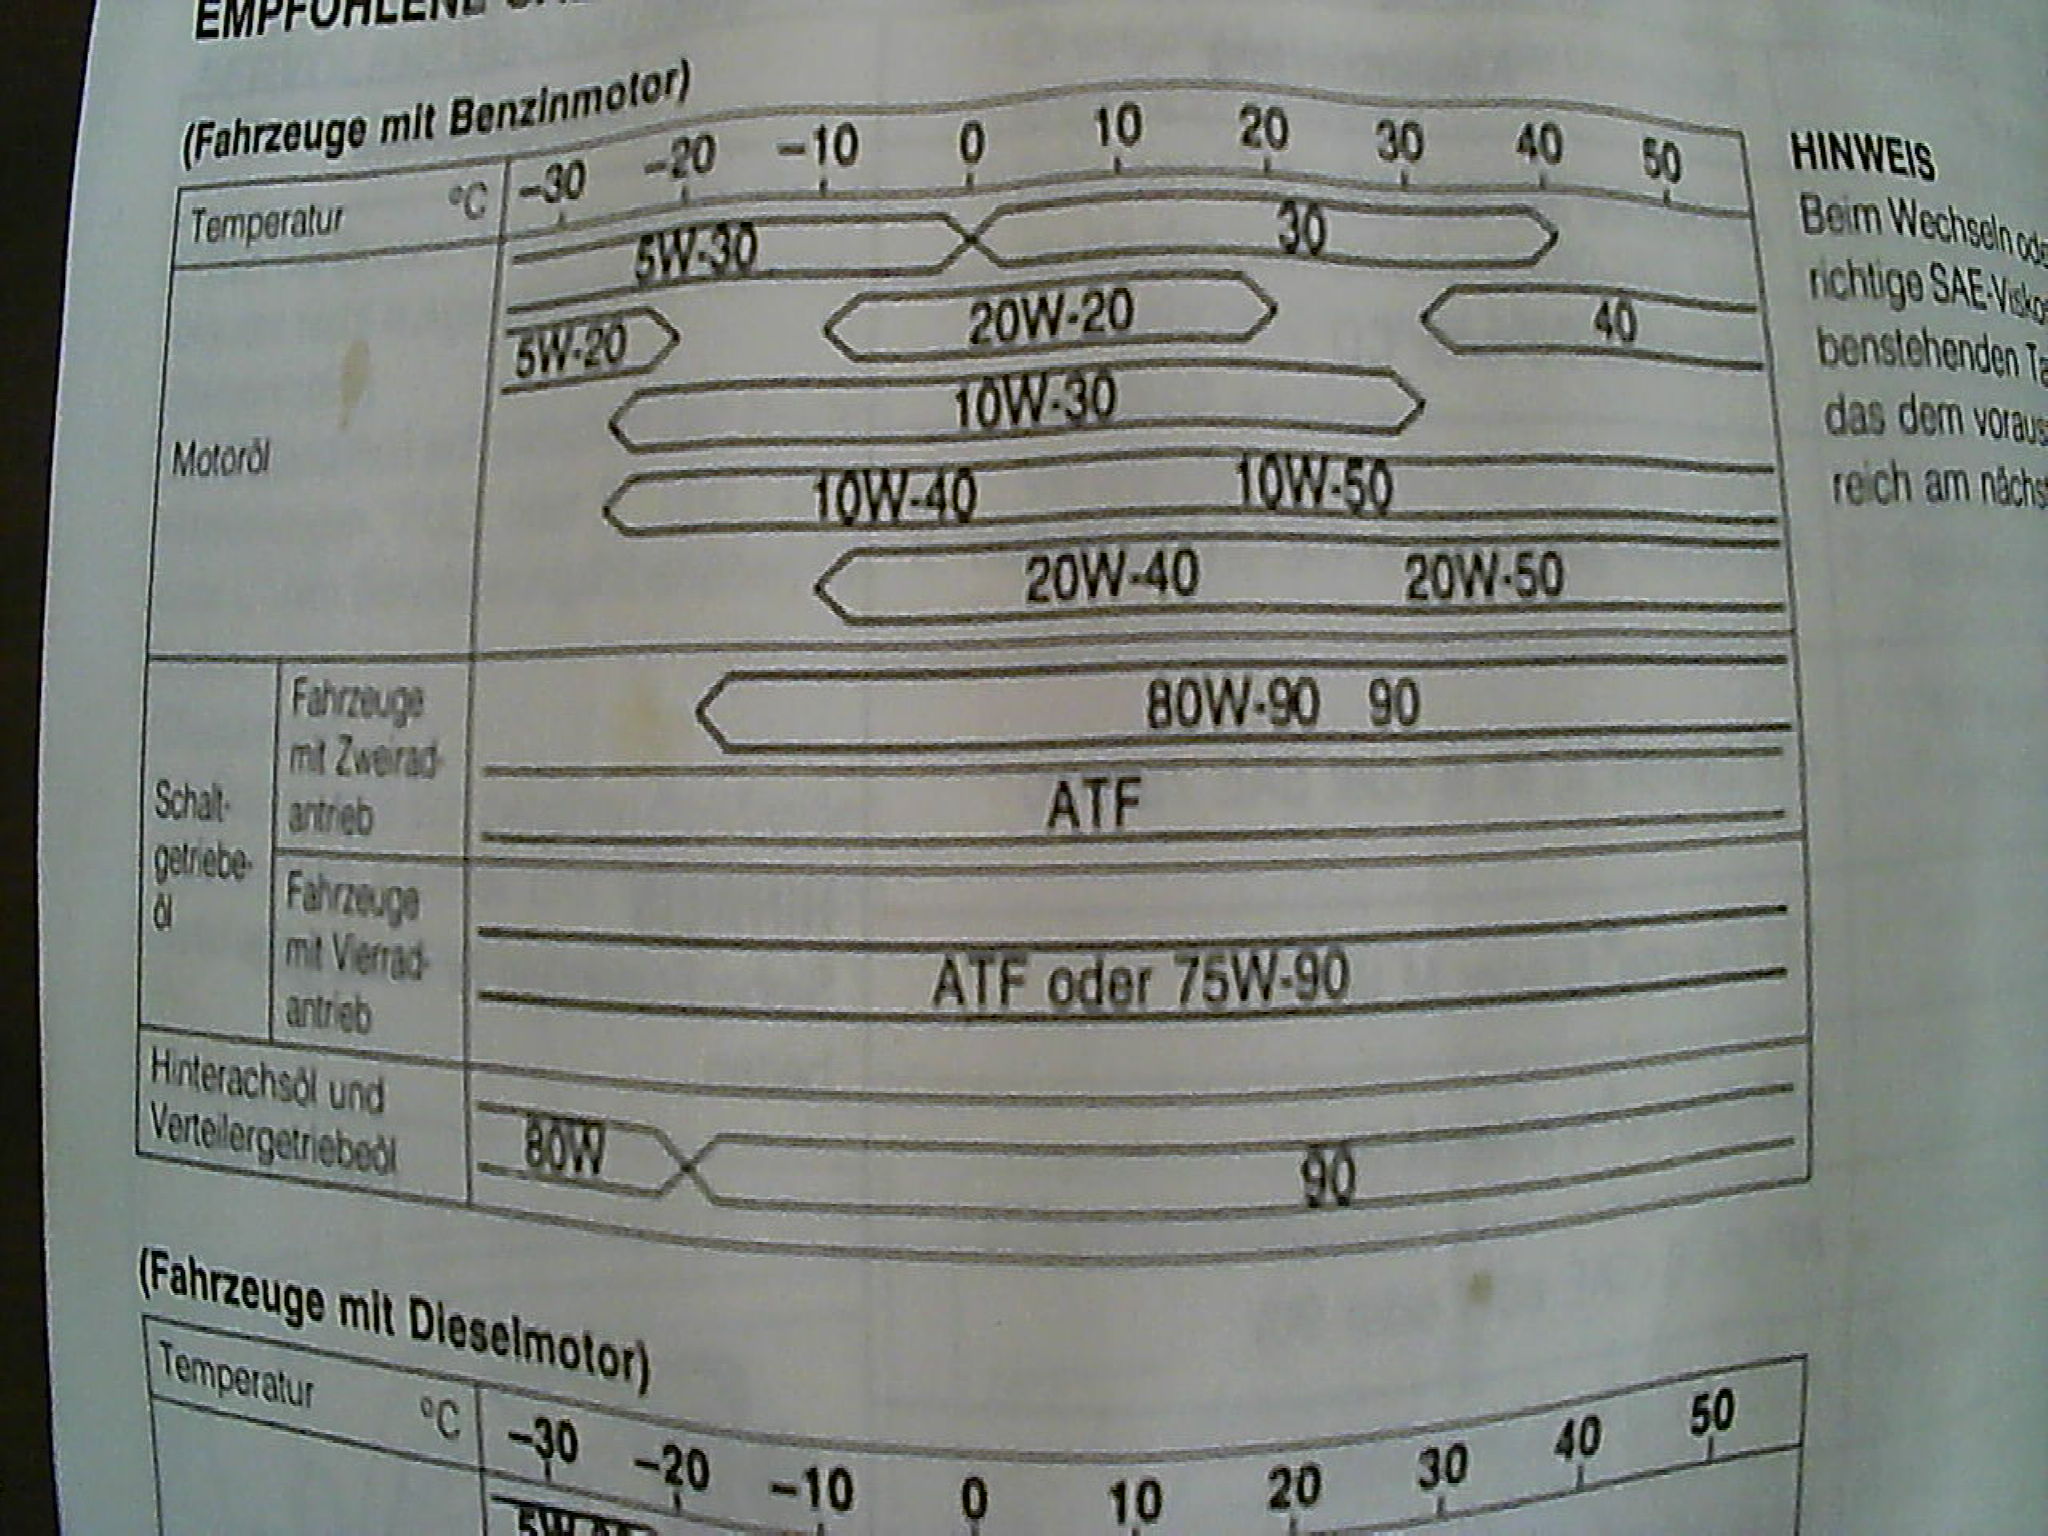 EMPFOHLENE
(Fahrzeuge mit Benzinmotor)
Temperatur °C -30 -20 -10 0 10 20 30 40 50
5W-30 30
5W-20 20W-20 40
10W-30
Motoröl
10W-40 10W-50
20W-40 20W-50
Schalt-
getriebe-
öl
Fahrzeuge
mit Zweirad-
antrieb
80W-90 90
ATF
Fahrzeuge
mit Vierrad-
antrieb
ATF oder 75W-90
Hinterachsöl und
Verteilergetriebeöl
80W 90
(Fahrzeuge mit Dieselmotor)
Temperatur °C -30 -20 -10 0 10 20 30 40 50
HINWEIS
Beim Wechseln
richtige SAE-Visko
benstehenden Ta
das dem voraus
reich am nächst